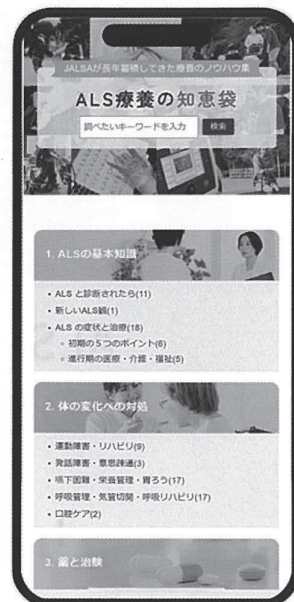 JALSAが長年蓄積してきた療養のノウハウ集
ALS療養の知恵袋
調べたいキーワードを入力 検索
1. ALSの基本知識
• ALS と診断されたら(11)
• 新しいALS観(1)
• ALS の症状と治療(18)
◦ 初期の５つのポイント(6)
◦ 進行期の医療・介護・福祉(5)
2. 体の変化への対処
• 運動障害・リハビリ(9)
• 発話障害・意思疎通(3)
• 嚥下困難・栄養管理・胃ろう(17)
• 呼吸管理・気管切開・呼吸リハビリ(17)
• 口腔ケア(2)
3. 薬と治験